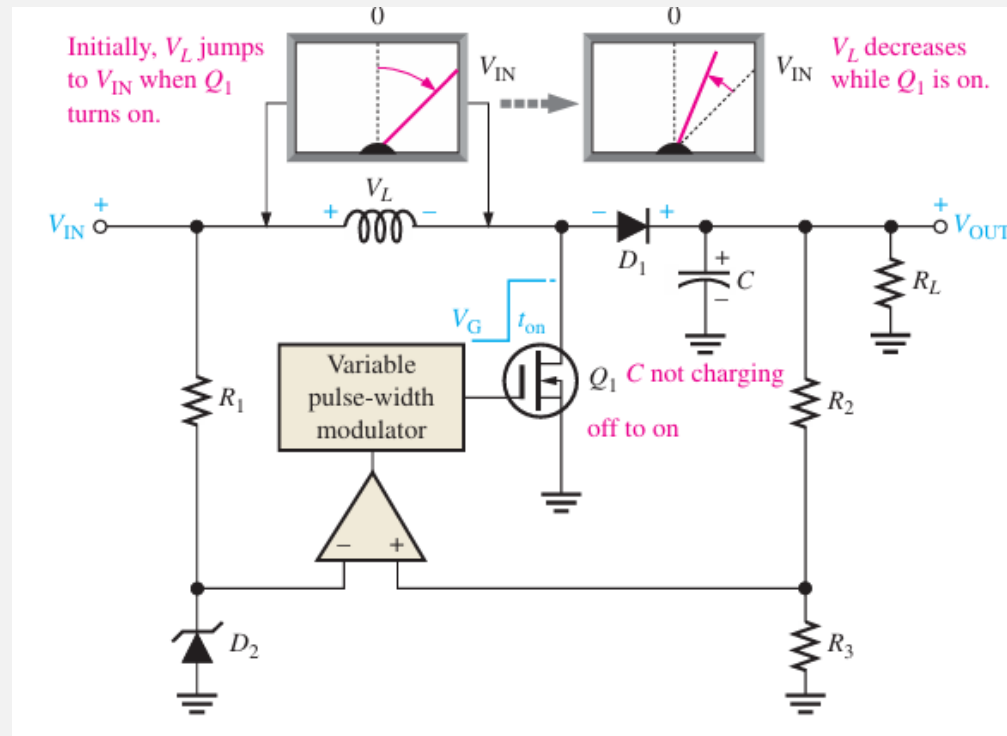 0
0
Initially, V_L jumps
to V_IN when Q_1
turns on.
V_IN
V_IN
V_L decreases
while Q_1 is on.
V_L
+
V_IN
+ −
− +
+
V_OUT
D_1
+
C
−
R_L
V_G
t_on
Variable
pulse-width
modulator
Q_1
C not charging
R_1
R_2
off to on
− +
D_2
R_3